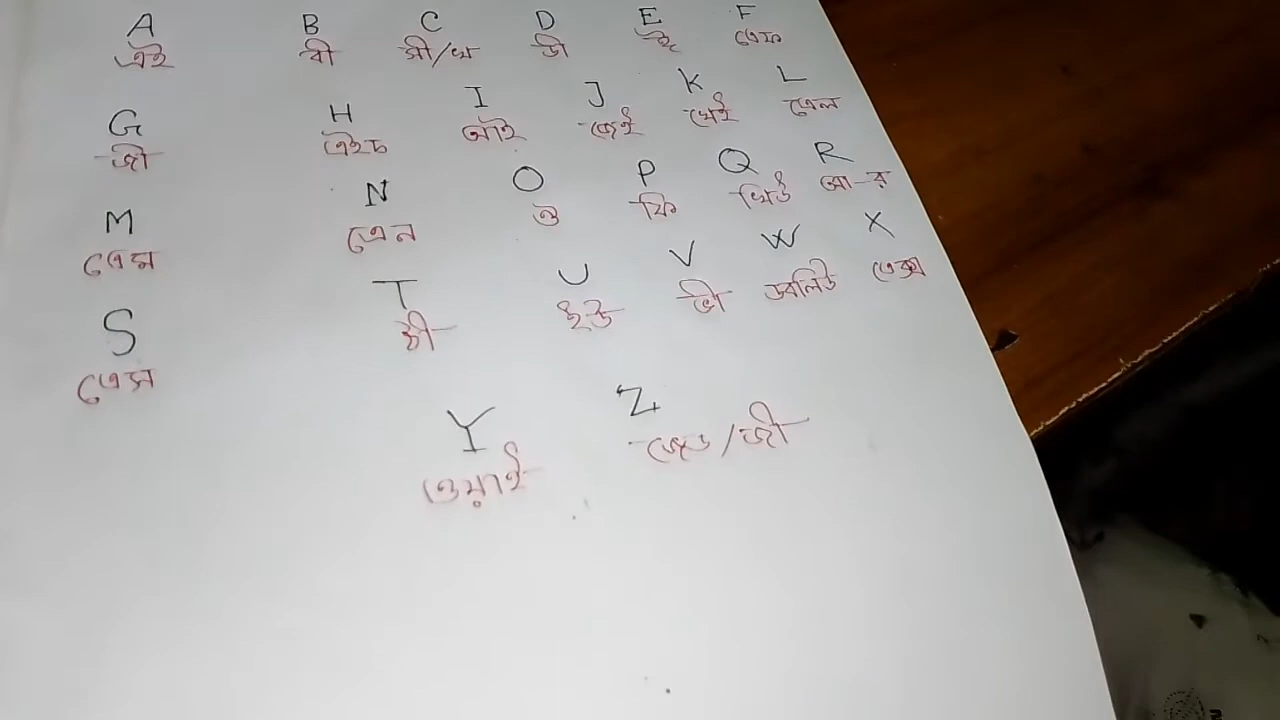 A B C D E F
এই বী সী/খ ডী ই এফ
G H I J K L
জী এইচ আই জেই খেই এল
M N O P Q R
এম এন ও ফি খিউ আ-র
S T U V W X
এস ঠী ইউ ভী ডবলিউ এক্স
Y Z
ওয়াই জেড/জী